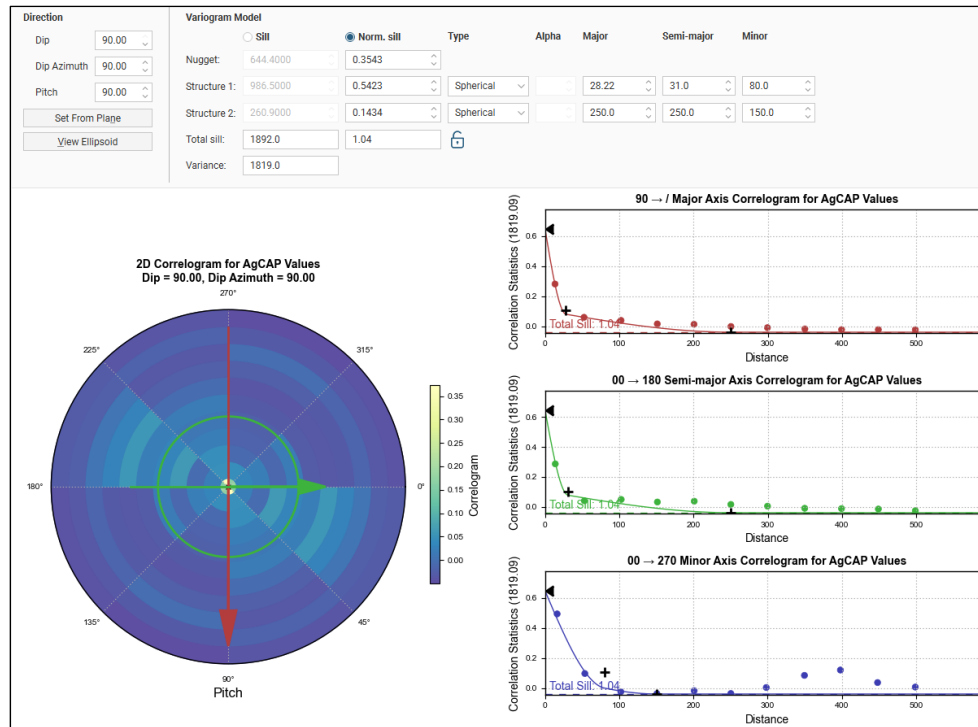 Direction
Dip 90.00
Dip Azimuth 90.00
Pitch 90.00
Set From Plane
View Ellipsoid
Variogram Model
Sill Norm. sill Type Alpha Major Semi-major Minor
Nugget: 644.4000 0.3543
Structure 1: 986.5000 0.5423 Spherical 28.22 31.0 80.0
Structure 2: 260.9000 0.1434 Spherical 250.0 250.0 150.0
Total sill: 1892.0 1.04
Variance: 1819.0
2D Correlogram for AgCAP Values
Dip = 90.00, Dip Azimuth = 90.00
270°
225° 315°
180° 0°
135° 45°
90°
Pitch
0.35
0.30
0.25
0.20
0.15
0.10
0.05
0.00
Correlogram
90 → / Major Axis Correlogram for AgCAP Values
Correlation Statistics (1819.09)
0.6
0.4
0.2
0.0
Total Sill: 1.04
0 100 200 300 400 500
Distance
00 → 180 Semi-major Axis Correlogram for AgCAP Values
Correlation Statistics (1819.09)
0.6
0.4
0.2
0.0
Total Sill: 1.04
0 100 200 300 400 500
Distance
00 → 270 Minor Axis Correlogram for AgCAP Values
Correlation Statistics (1819.09)
0.6
0.4
0.2
0.0
Total Sill: 1.04
0 100 200 300 400 500
Distance